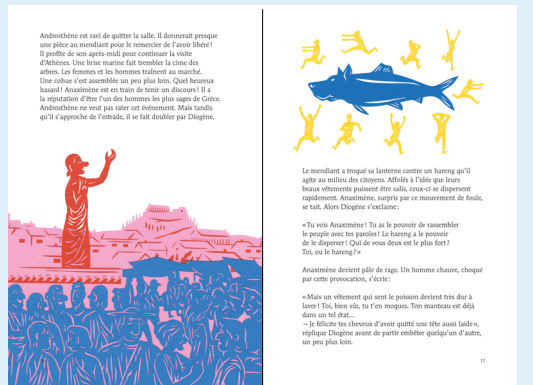 Androsthène est ravi de quitter la salle. Il donnerait presque
une pièce au mendiant pour le remercier de l'avoir libéré !
Il profite de son après-midi pour continuer la visite
d'Athènes. Une brise marine fait trembler la cime des
arbres. Les femmes et les hommes traînent au marché.
Une cohue s'est assemblée un peu plus loin. Quel heureux
hasard ! Anaximène est en train de tenir un discours ! Il a
la réputation d'être l'un des hommes les plus sages de Grèce.
Androsthène ne veut pas rater cet événement. Mais tandis
qu'il s'approche de l'estrade, il se fait doubler par Diogène.
Le mendiant a troqué sa lanterne contre un hareng qu'il
agite au milieu des citoyens. Affolés à l'idée que leurs
beaux vêtements puissent être salis, ceux-ci se dispersent
rapidement. Anaximène, surpris par ce mouvement de foule,
se tait. Alors Diogène s'exclame :
« Tu vois Anaximène ! Tu as le pouvoir de rassembler
le peuple avec tes paroles ! Le hareng a le pouvoir
de le disperser ! Qui de vous deux est le plus fort ?
Toi, ou le hareng ? »
Anaximène devient pâle de rage. Un homme chauve, choqué
par cette provocation, s'écrie :
« Mais un vêtement qui sent le poisson devient très dur à
laver ! Toi, bien sûr, tu t'en moques. Ton manteau est déjà
dans un tel état…
— Je félicite tes cheveux d'avoir quitté une tête aussi laide »,
réplique Diogène avant de partir embêter quelqu'un d'autre,
un peu plus loin.
17